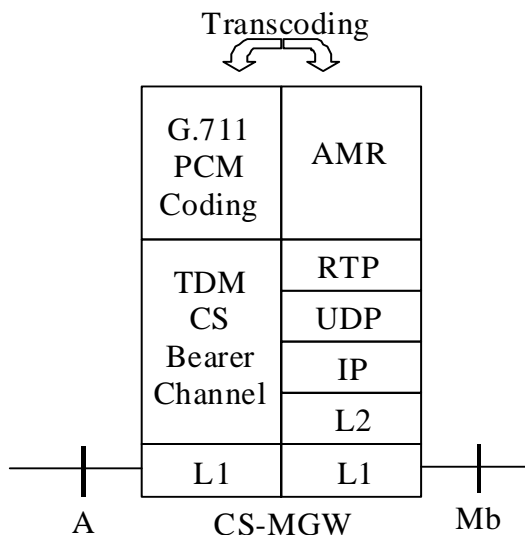 Transcoding
G.711
PCM
Coding
AMR
TDM
CS
Bearer
Channel
RTP
UDP
IP
L2
L1
L1
A
CS-MGW
Mb